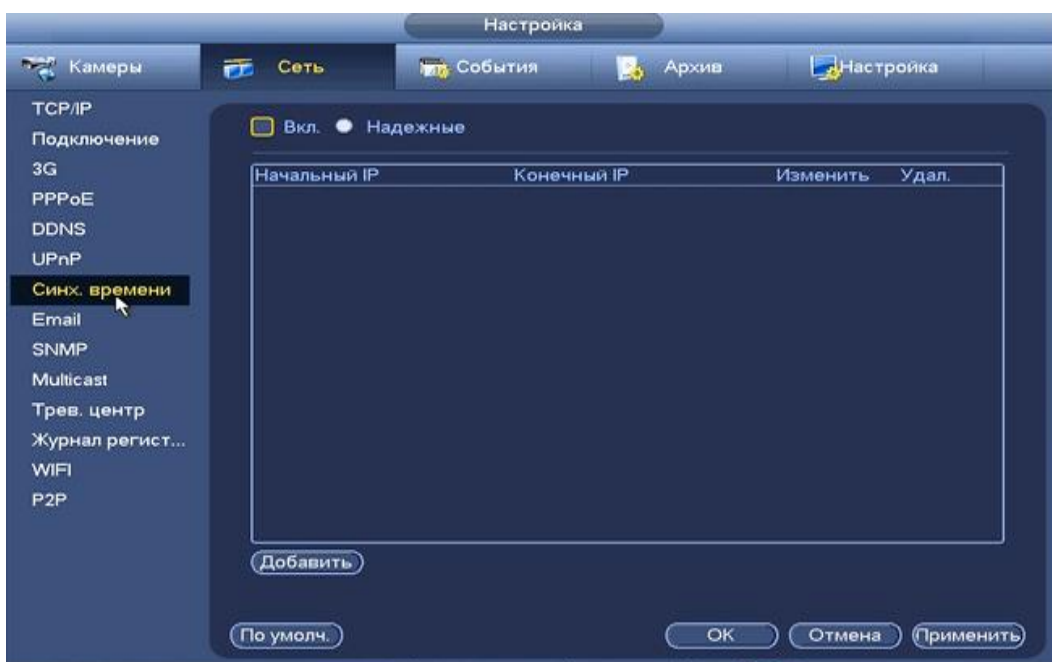 Настройка
Камеры Сеть События Архив Настройка
TCP/IP
Подключение
3G
PPPoE
DDNS
UPnP
Синх. времени
Email
SNMP
Multicast
Трев. центр
Журнал регист...
WIFI
P2P
Вкл. Надежные
Начальный IP Конечный IP Изменить Удал.
Добавить
По умолч. OK Отмена Применить